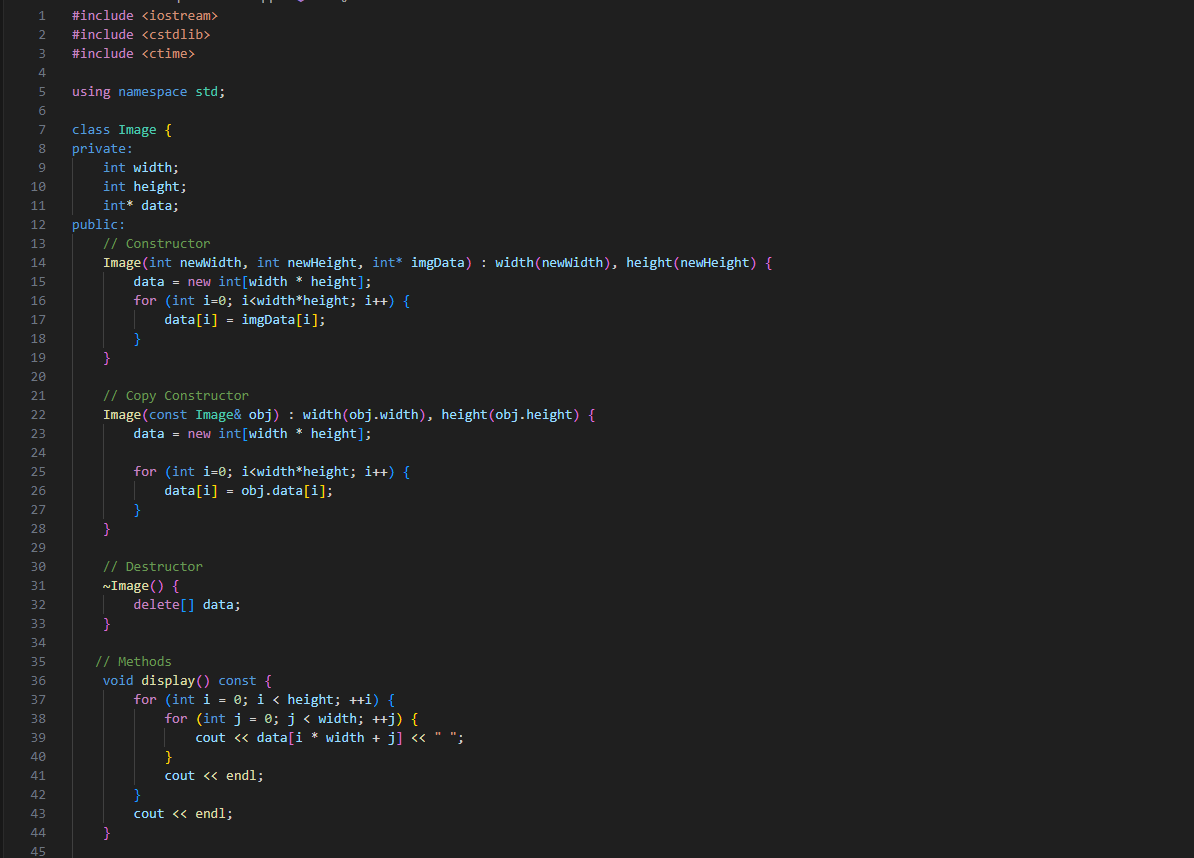 1 #include <iostream>
2 #include <cstdlib>
3 #include <ctime>
4
5 using namespace std;
6
7 class Image {
8 private:
9     int width;
10     int height;
11     int* data;
12 public:
13     // Constructor
14     Image(int newWidth, int newHeight, int* imgData) : width(newWidth), height(newHeight) {
15         data = new int[width * height];
16         for (int i=0; i<width*height; i++) {
17             data[i] = imgData[i];
18         }
19     }
20
21     // Copy Constructor
22     Image(const Image& obj) : width(obj.width), height(obj.height) {
23         data = new int[width * height];
24
25         for (int i=0; i<width*height; i++) {
26             data[i] = obj.data[i];
27         }
28     }
29
30     // Destructor
31     ~Image() {
32         delete[] data;
33     }
34
35    // Methods
36     void display() const {
37         for (int i = 0; i < height; ++i) {
38             for (int j = 0; j < width; ++j) {
39                 cout << data[i * width + j] << " ";
40             }
41             cout << endl;
42         }
43         cout << endl;
44     }
45